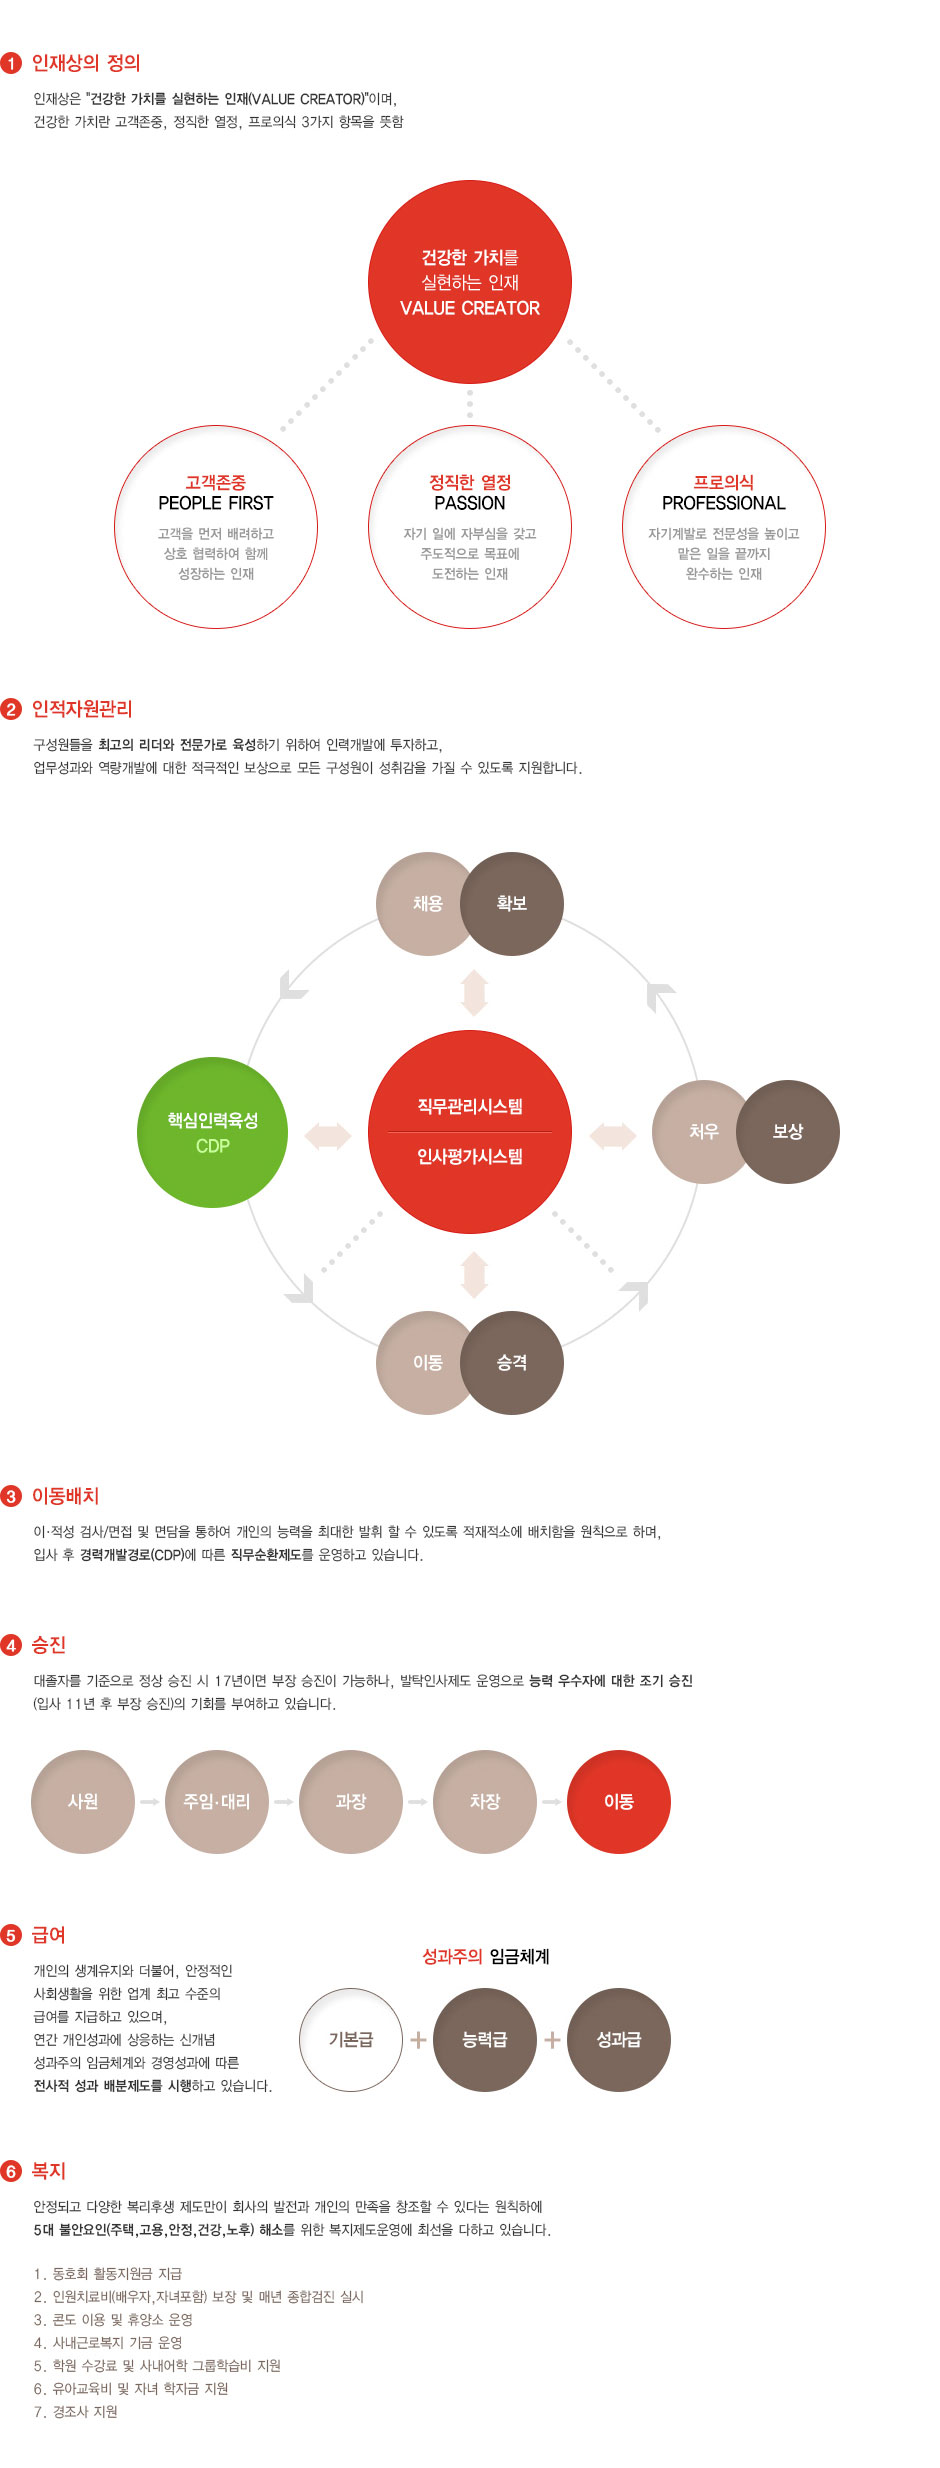 1 인재상의 정의
인재상은 "건강한 가치를 실현하는 인재(VALUE CREATOR)"이며,
건강한 가치란 고객존중, 정직한 열정, 프로의식 3가지 항목을 뜻함
건강한 가치를
실현하는 인재
VALUE CREATOR
고객존중
PEOPLE FIRST
고객을 먼저 배려하고
상호 협력하여 함께
성장하는 인재
정직한 열정
PASSION
자기 일에 자부심을 갖고
주도적으로 목표에
도전하는 인재
프로의식
PROFESSIONAL
자기계발로 전문성을 높이고
맡은 일을 끝까지
완수하는 인재
2 인적자원관리
구성원들을 최고의 리더와 전문가로 육성하기 위하여 인력개발에 투자하고,
업무성과와 역량개발에 대한 적극적인 보상으로 모든 구성원이 성취감을 가질 수 있도록 지원합니다.
채용
확보
핵심인력육성
CDP
직무관리시스템
인사평가시스템
처우
보상
이동
승격
3 이동배치
이·적성 검사/면접 및 면담을 통하여 개인의 능력을 최대한 발휘 할 수 있도록 적재적소에 배치함을 원칙으로 하며,
입사 후 경력개발경로(CDP)에 따른 직무순환제도를 운영하고 있습니다.
4 승진
대졸자를 기준으로 정상 승진 시 17년이면 부장 승진이 가능하나, 발탁인사제도 운영으로 능력 우수자에 대한 조기 승진
(입사 11년 후 부장 승진)의 기회를 부여하고 있습니다.
사원
주임·대리
과장
차장
이동
5 급여
개인의 생계유지와 더불어, 안정적인
사회생활을 위한 업계 최고 수준의
급여를 지급하고 있으며,
연간 개인성과에 상응하는 신개념
성과주의 임금체계와 경영성과에 따른
전사적 성과 배분제도를 시행하고 있습니다.
성과주의 임금체계
기본급
+
능력급
+
성과급
6 복지
안정되고 다양한 복리후생 제도만이 회사의 발전과 개인의 만족을 창조할 수 있다는 원칙하에
5대 불안요인(주택,고용,안정,건강,노후) 해소를 위한 복지제도운영에 최선을 다하고 있습니다.
1. 동호회 활동지원금 지급
2. 인원치료비(배우자,자녀포함) 보장 및 매년 종합검진 실시
3. 콘도 이용 및 휴양소 운영
4. 사내근로복지 기금 운영
5. 학원 수강료 및 사내어학 그룹학습비 지원
6. 유아교육비 및 자녀 학자금 지원
7. 경조사 지원